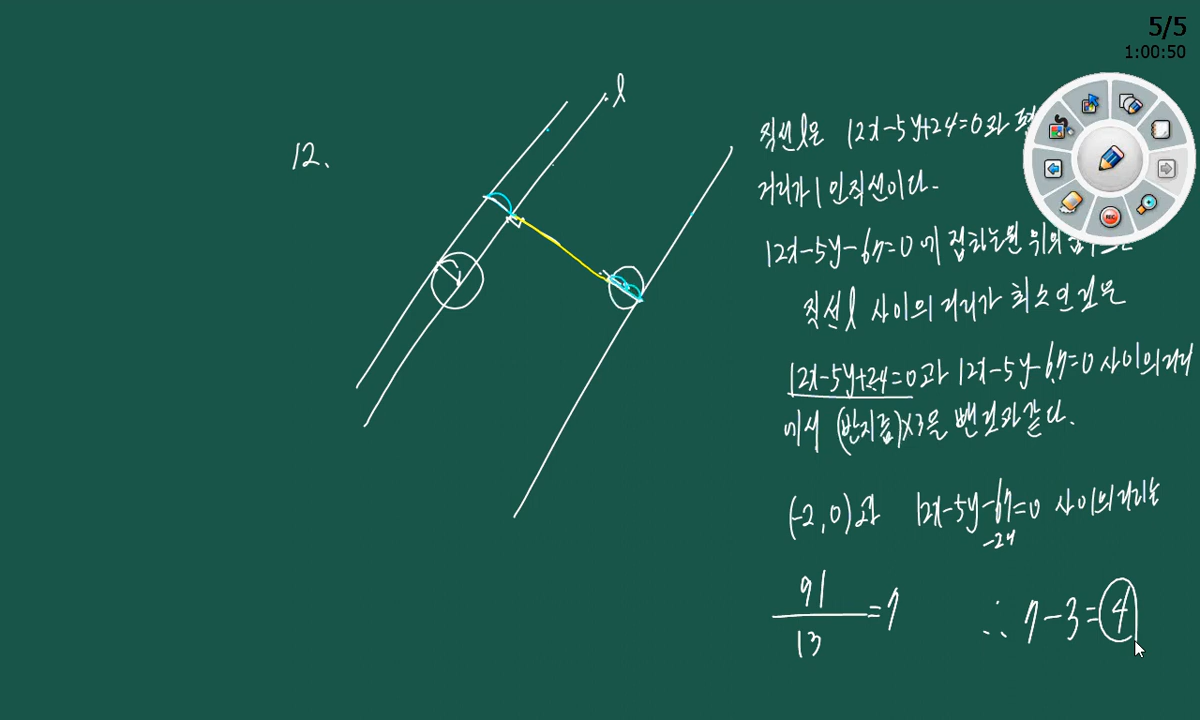 5/5
1:00:50
12.
l
직선 l은 12x-5y+24=0과
거리가 1인 직선이다.
12x-5y-67=0에 접하는 원 위의
직선 l 사이의 거리가 최소인 것은
12x-5y+24=0과 12x-5y-67=0 사이의 거리
에서 (반지름)×3을 뺀 것과 같다.
(-2,0)과 12x-5y-67=0 사이의 거리는
-24
91/13=7
∴ 7-3=4
REC